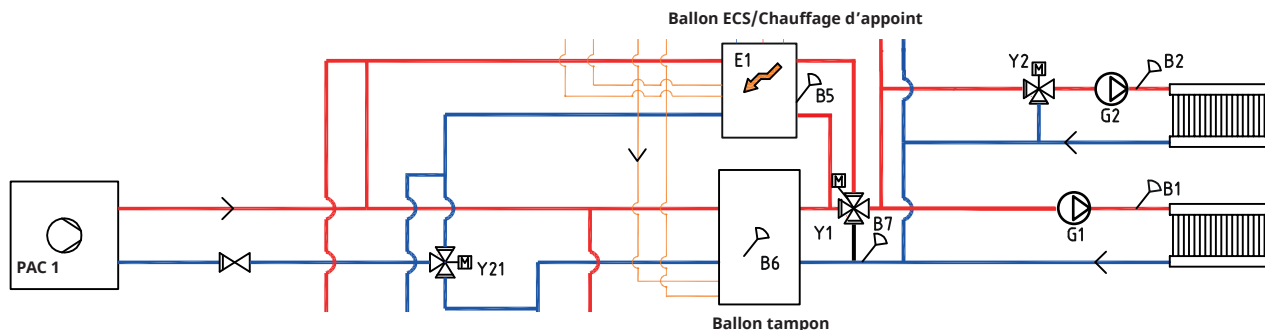 Ballon ECS/Chauffage d’appoint
E1
B5
Y2
M
B2
G2
PAC 1
M
Y21
B6
M
Y1
B7
G1
B1
Ballon tampon